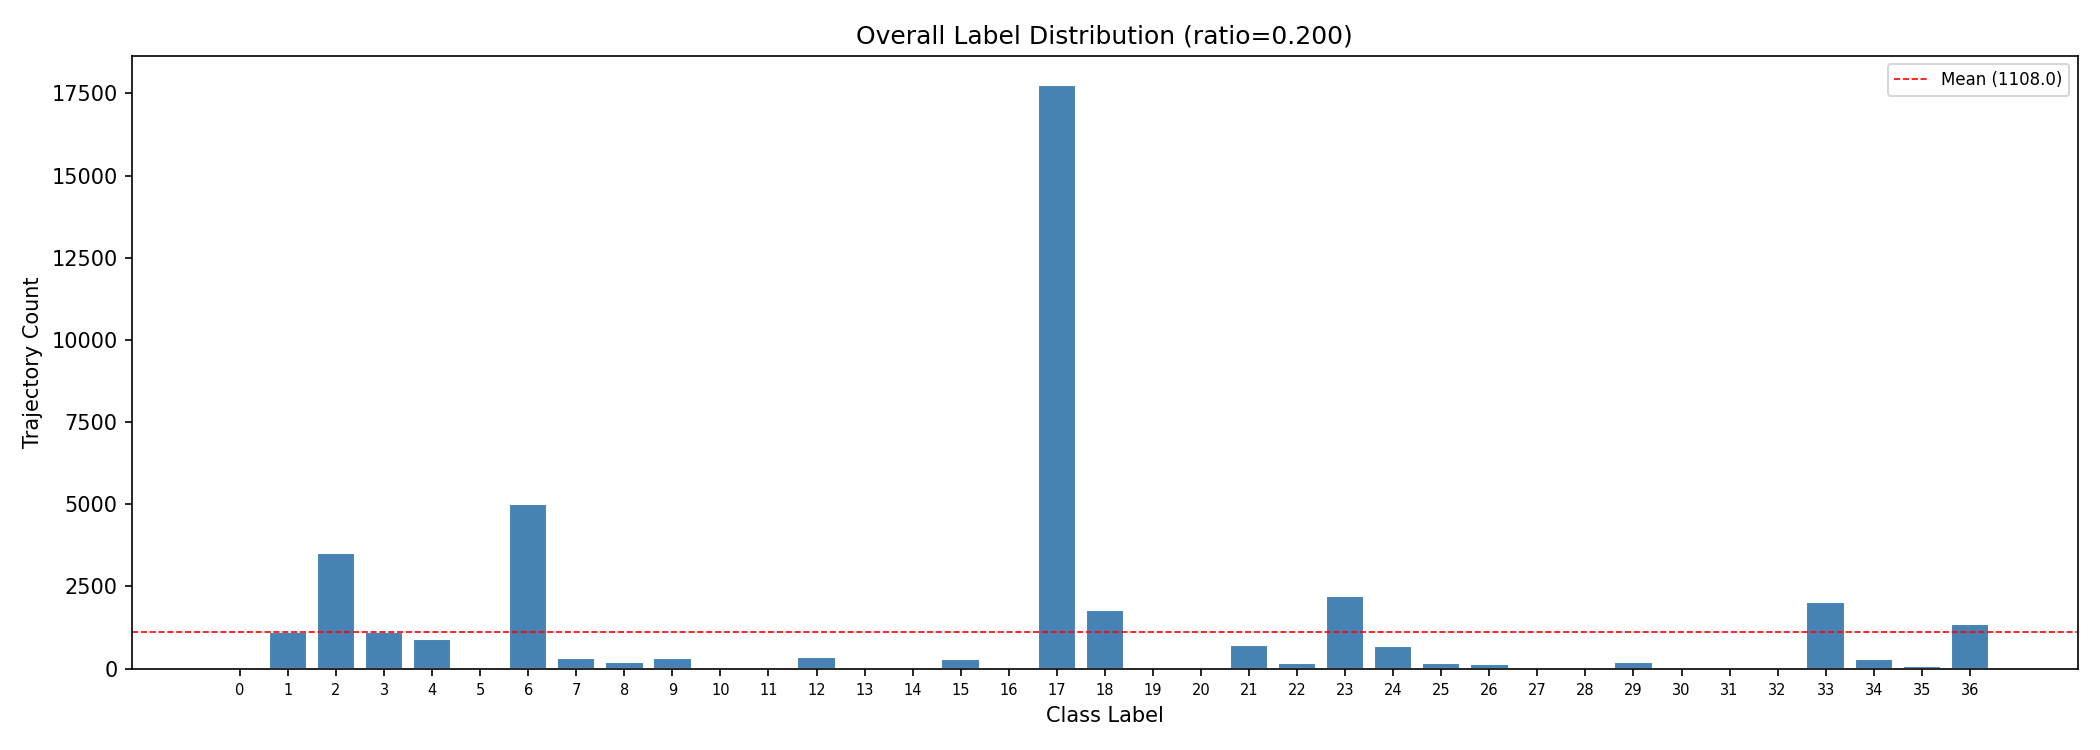 Overall Label Distribution (ratio=0.200)
Mean (1108.0)
17500
15000
12500
10000
7500
5000
2500
0
Trajectory Count
0 1 2 3 4 5 6 7 8 9 10 11 12 13 14 15 16 17 18 19 20 21 22 23 24 25 26 27 28 29 30 31 32 33 34 35 36
Class Label